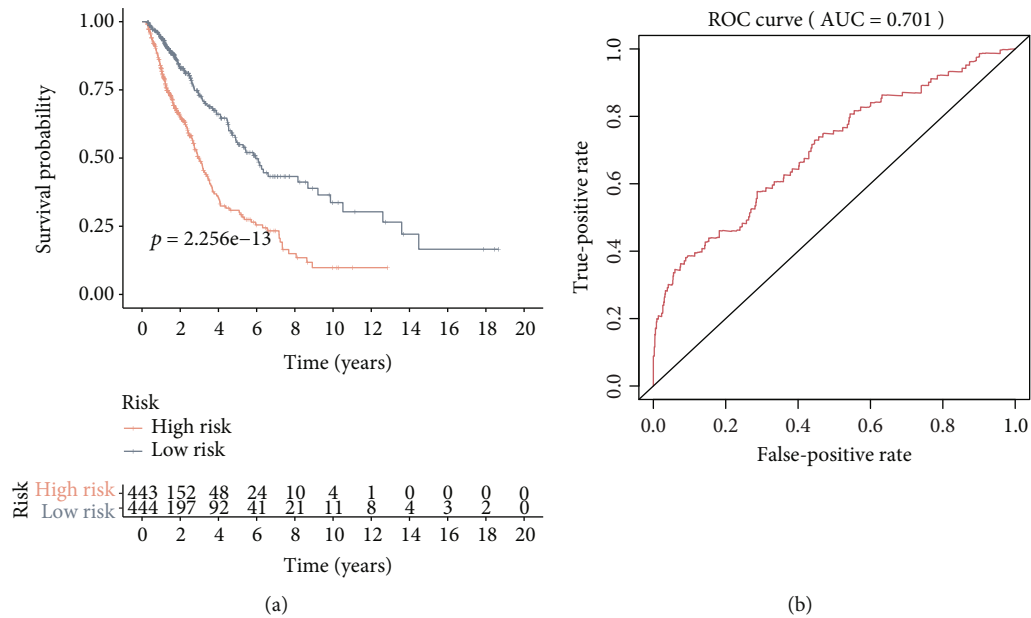 1.00
0.75
0.50
0.25
0.00
Survival probability
p = 2.256e−13
0 2 4 6 8 10 12 14 16 18 20
Time (years)
Risk
High risk
Low risk
Risk
High risk 443 152 48 24 10 4 1 0 0 0 0
Low risk 444 197 92 41 21 11 8 4 3 2 0
0 2 4 6 8 10 12 14 16 18 20
Time (years)
(a)
ROC curve ( AUC = 0.701 )
1.0
0.8
0.6
0.4
0.2
0.0
True-positive rate
0.0 0.2 0.4 0.6 0.8 1.0
False-positive rate
(b)